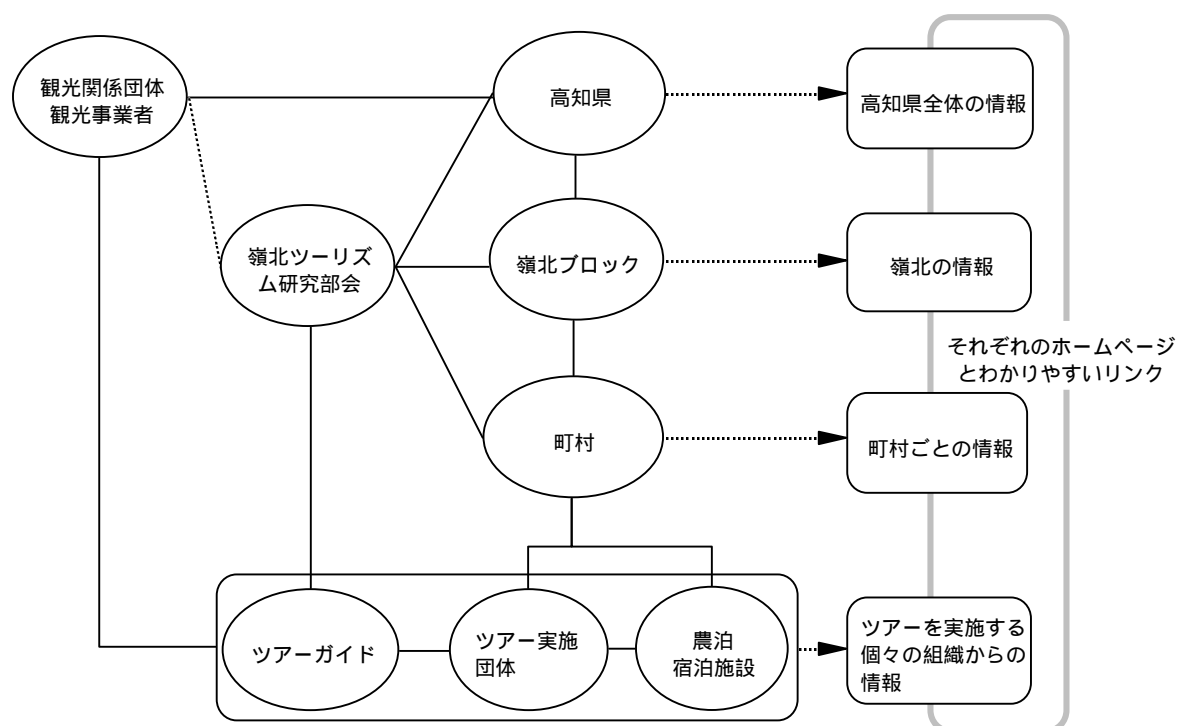 観光関係団体
観光事業者
高知県
高知県全体の情報
嶺北ツーリズ
ム研究部会
嶺北ブロック
嶺北の情報
それぞれのホームページ
とわかりやすいリンク
町村
町村ごとの情報
ツアーガイド
ツアー実施
団体
農泊
宿泊施設
ツアーを実施する
個々の組織からの
情報